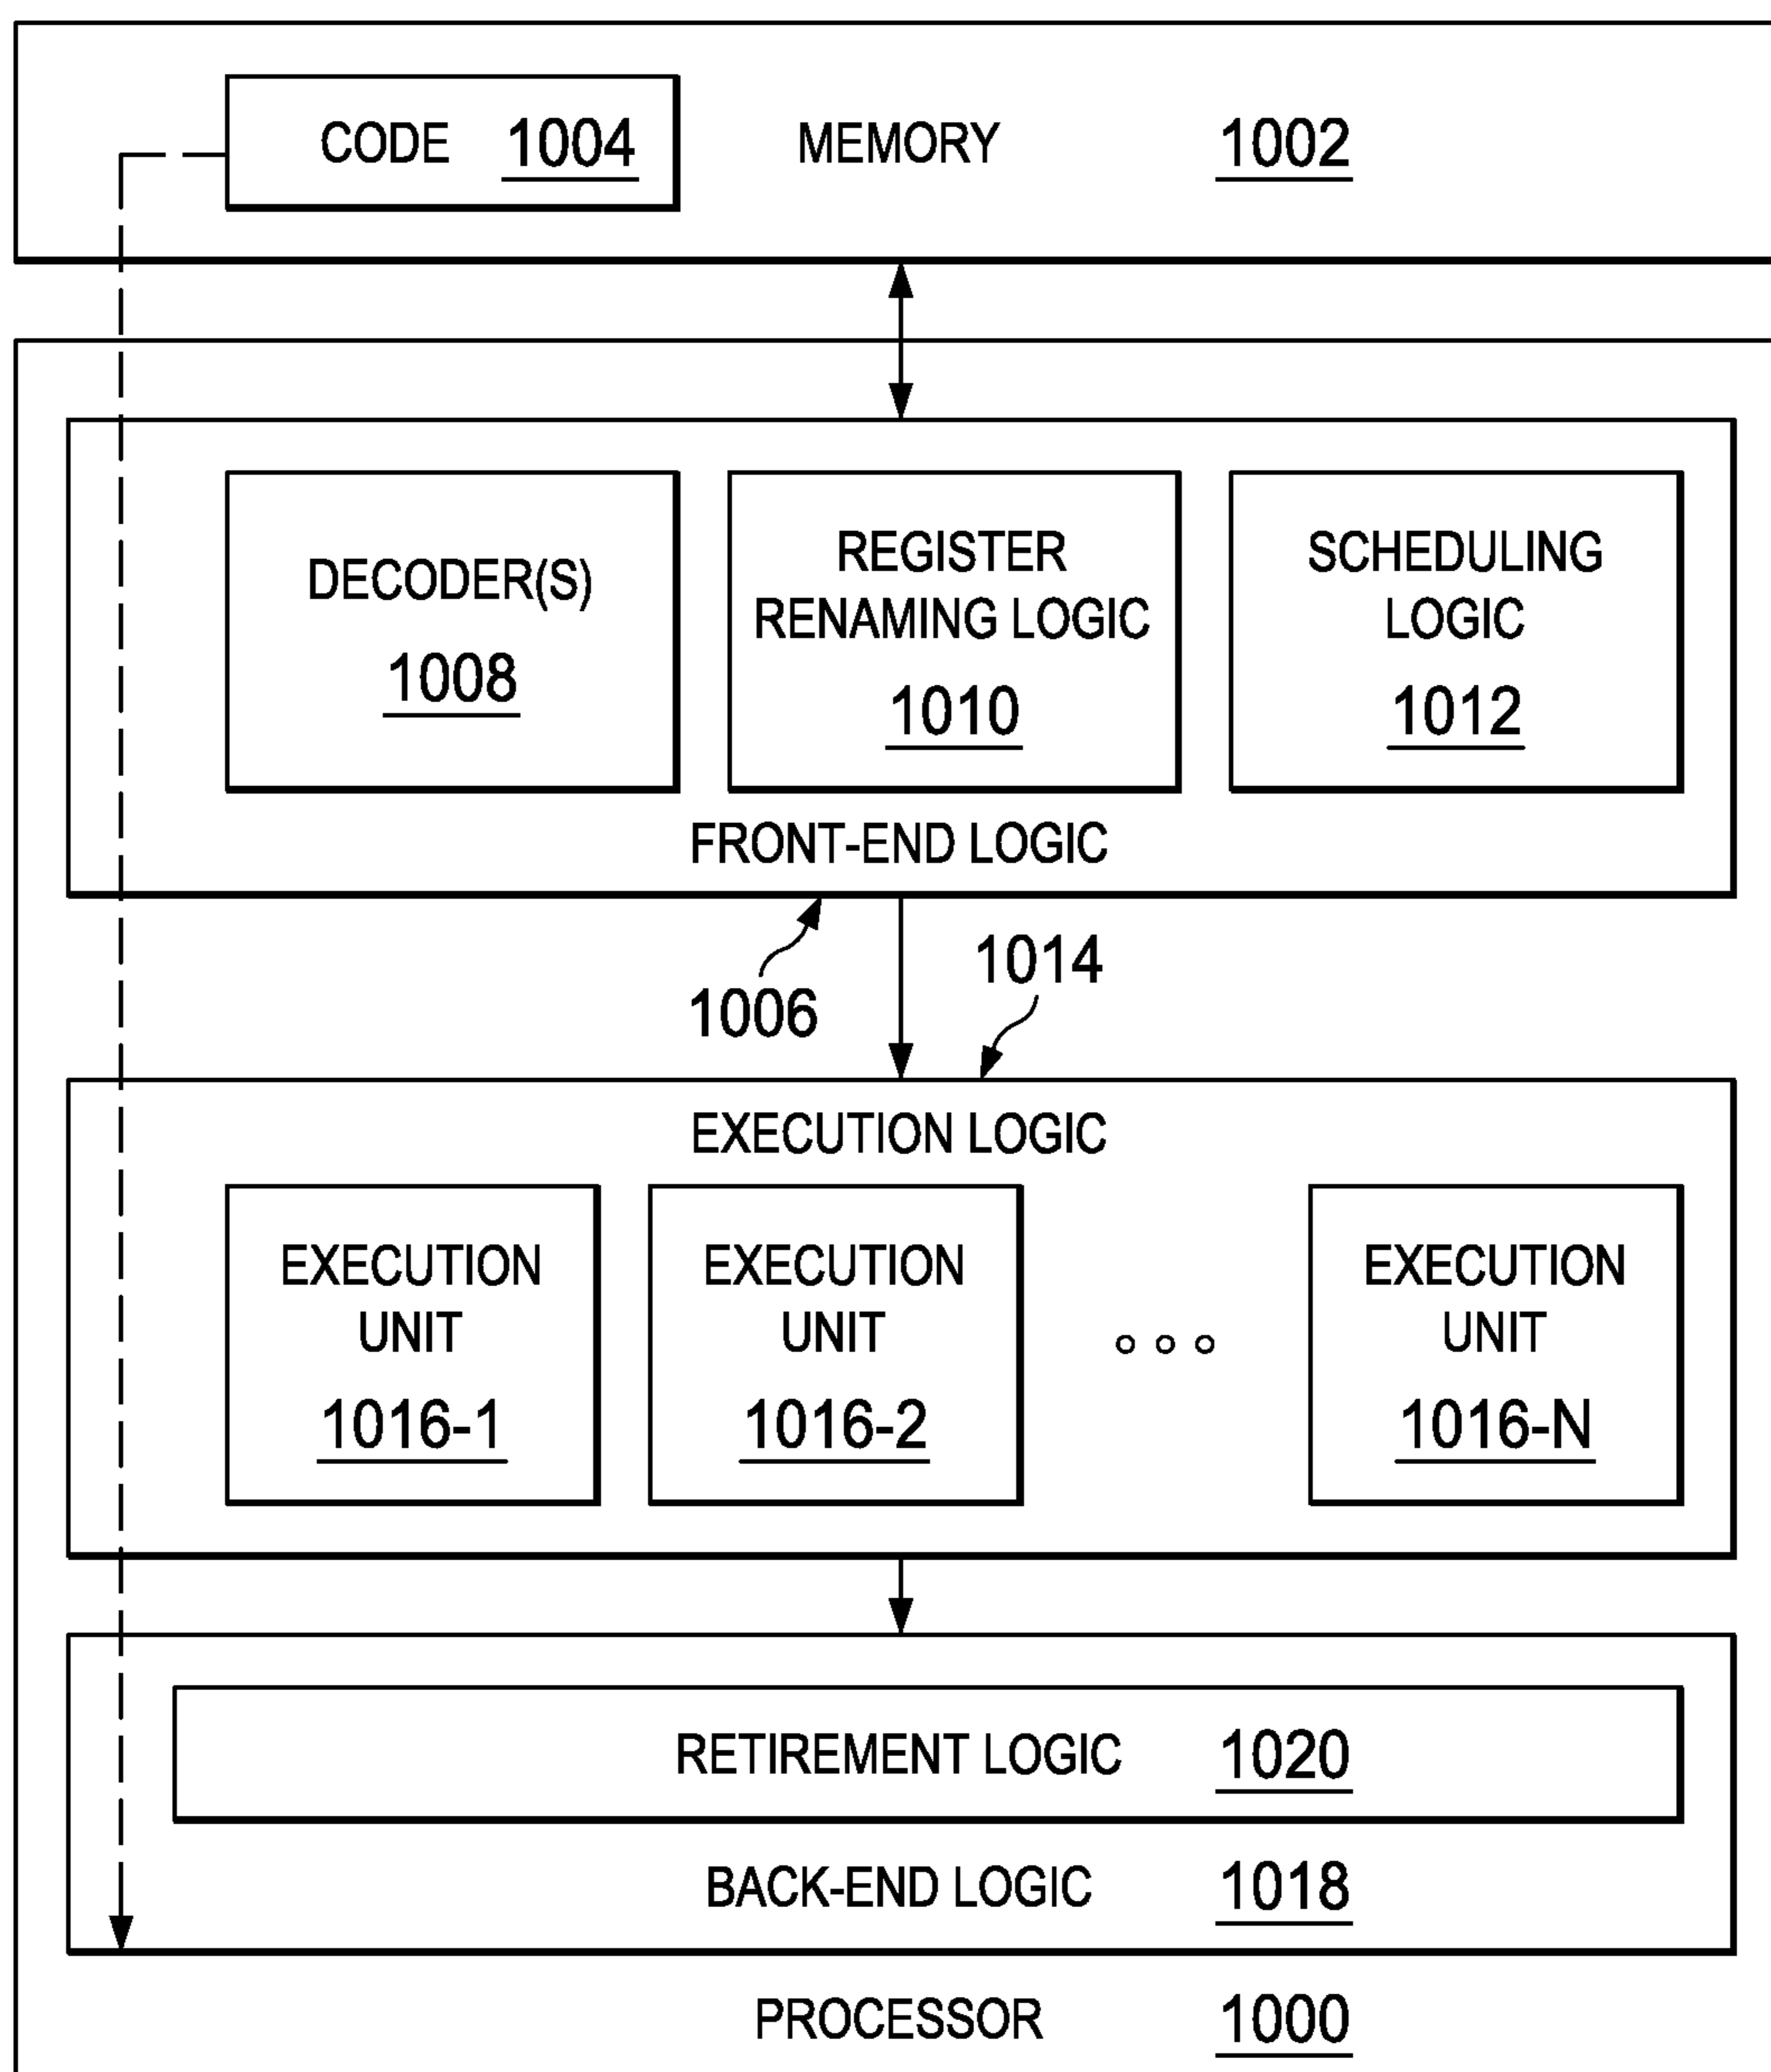 CODE 1004 MEMORY 1002
DECODER(S)
1008
REGISTER
RENAMING LOGIC
1010
SCHEDULING
LOGIC
1012
FRONT-END LOGIC
1006
1014
EXECUTION LOGIC
EXECUTION
UNIT
1016-1
EXECUTION
UNIT
1016-2
EXECUTION
UNIT
1016-N
RETIREMENT LOGIC 1020
BACK-END LOGIC 1018
PROCESSOR 1000